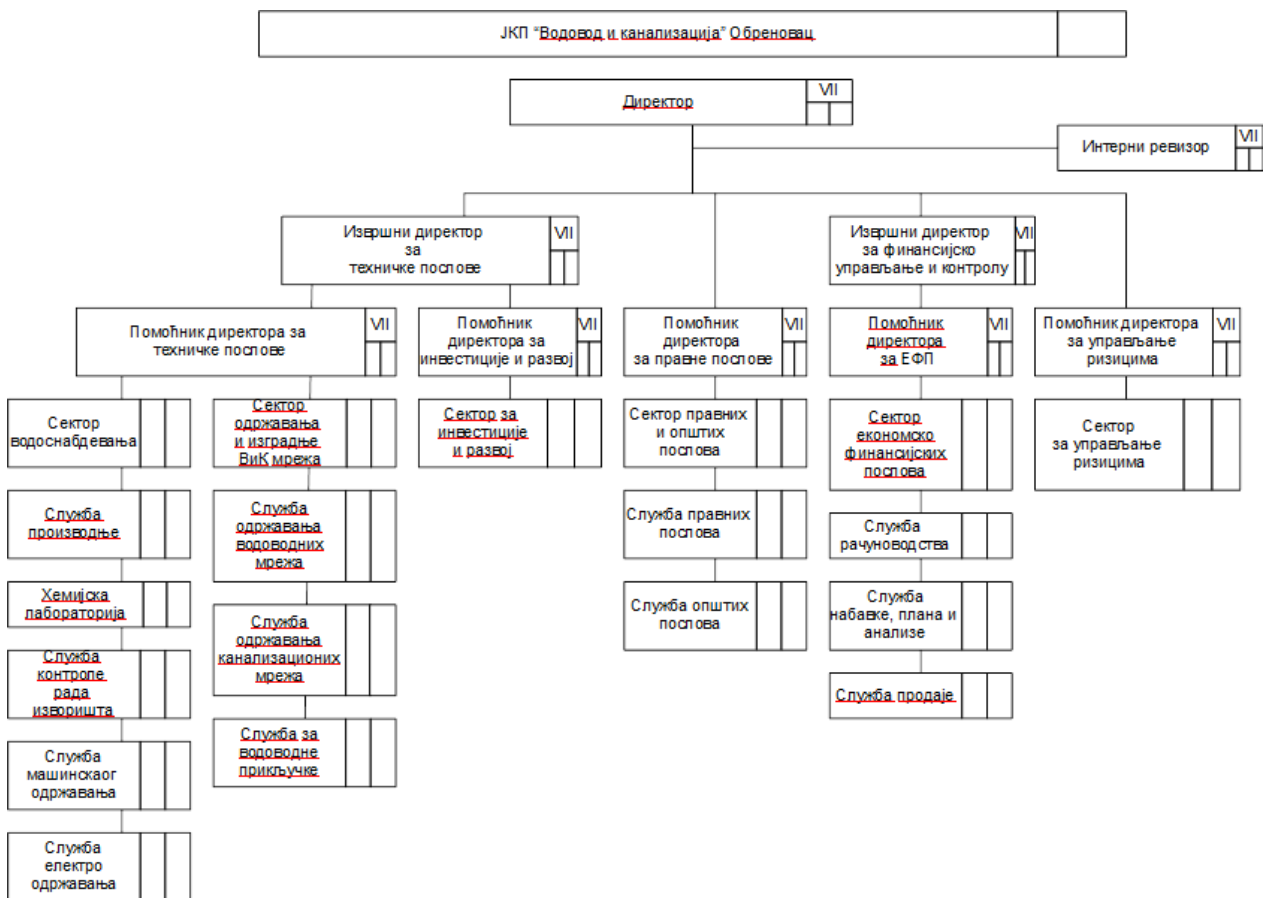 ЈКП “Водовод и канализација” Обреновац
Директор
VII
Интерни ревизор
VII
Извршни директор
за
техничке послове
VII
Извршни директор
за финансијско
управљање и контролу
VII
Помоћник директора за
техничке послове
VII
Помоћник
директора за
инвестиције и развој
VII
Помоћник
директора
за правне послове
VII
Помоћник
директора
за ЕФП
VII
Помоћник директора
за управљање
ризицима
VII
Сектор
водоснабдевања
Сектор
одржавања
и изградње
ВиК мрежа
Сектор за
инвестиције
и развој
Сектор правних
и општих
послова
Сектор
економско
финансијских
послова
Сектор
за управљање
ризицима
Служба
производње
Служба
одржавања
водоводних
мрежа
Служба правних
послова
Служба
рачуноводства
Хемијска
лабораторија
Служба
одржавања
канализационих
мрежа
Служба општих
послова
Служба
набавке, плана и
анализе
Служба
контроле
рада
изворишта
Служба за
водоводне
прикључке
Служба продаје
Служба
машинскаог
одржавања
Служба
електро
одржавања